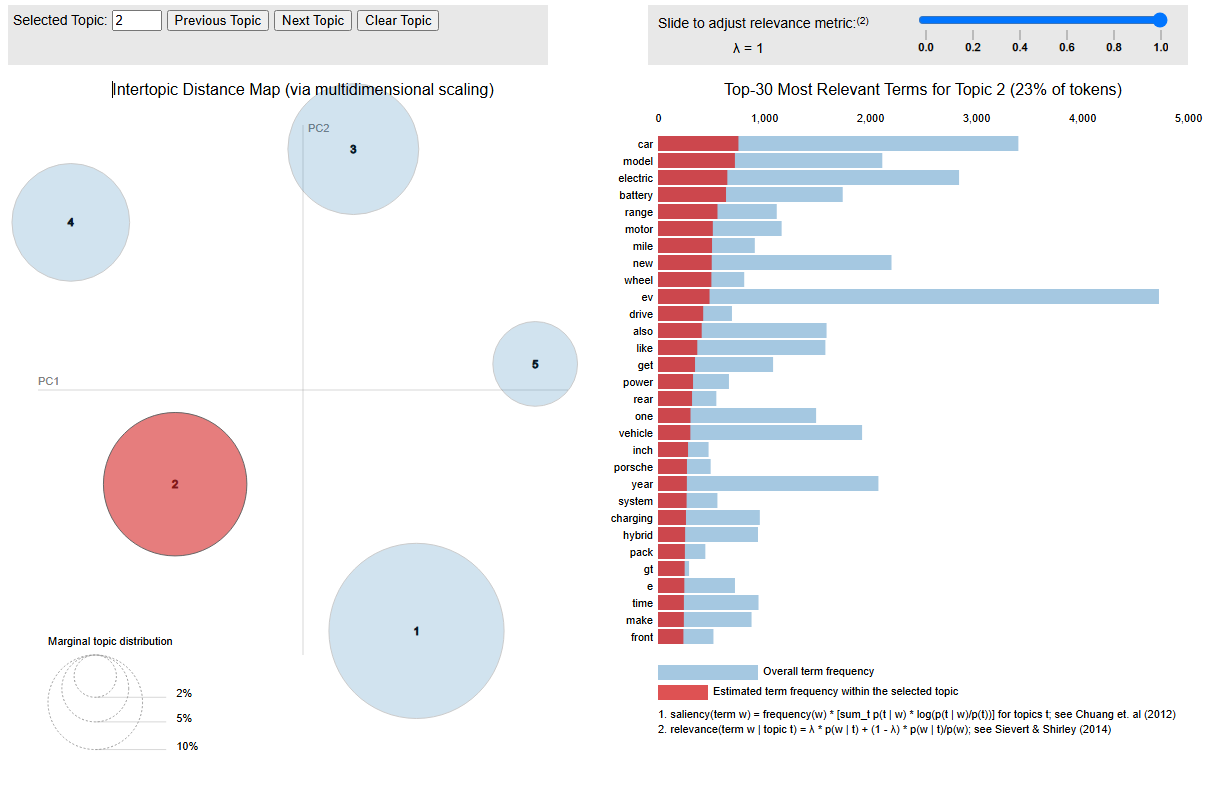 Selected Topic: 2 Previous Topic Next Topic Clear Topic
Slide to adjust relevance metric:(2)
λ = 1
0.0 0.2 0.4 0.6 0.8 1.0
Intertopic Distance Map (via multidimensional scaling)
PC2
3
4
5
PC1
2
1
Marginal topic distribution
2%
5%
10%
Top-30 Most Relevant Terms for Topic 2 (23% of tokens)
0 1,000 2,000 3,000 4,000 5,000
car
model
electric
battery
range
motor
mile
new
wheel
ev
drive
also
like
get
power
rear
one
vehicle
inch
porsche
year
system
charging
hybrid
pack
gt
e
time
make
front
Overall term frequency
Estimated term frequency within the selected topic
1. saliency(term w) = frequency(w) * [sum_t p(t | w) * log(p(t | w)/p(t))] for topics t; see Chuang et. al (2012)
2. relevance(term w | topic t) = λ * p(w | t) + (1 - λ) * p(w | t)/p(w); see Sievert & Shirley (2014)